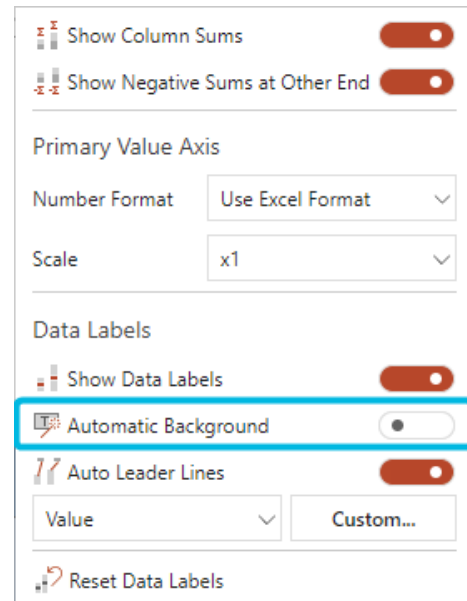 Show Column Sums
Show Negative Sums at Other End
Primary Value Axis
Number Format Use Excel Format
Scale x1
Data Labels
Show Data Labels
Automatic Background
Auto Leader Lines
Value Custom...
Reset Data Labels